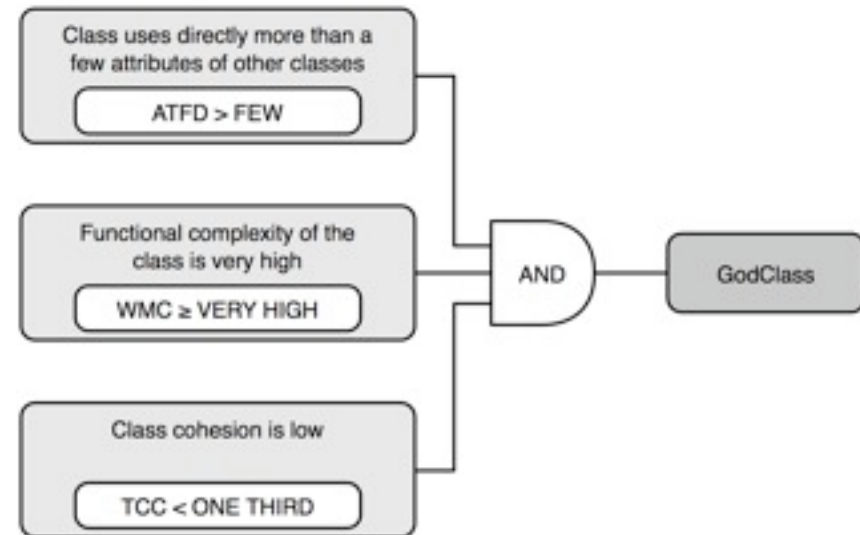 Class uses directly more than a
few attributes of other classes
ATFD > FEW
Functional complexity of the
class is very high
WMC ≥ VERY HIGH
AND
GodClass
Class cohesion is low
TCC < ONE THIRD